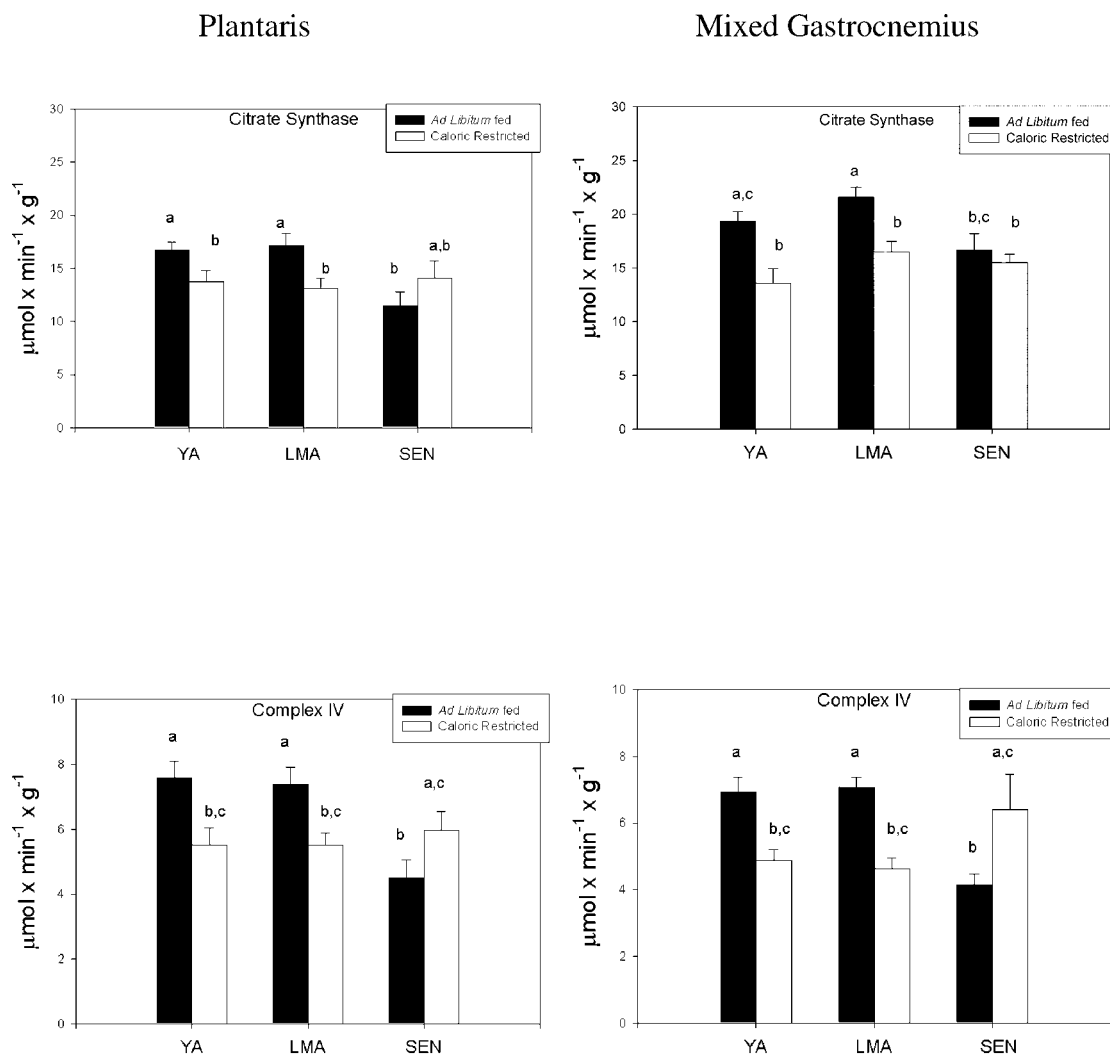 Plantaris
Mixed Gastrocnemius
Citrate Synthase
Ad Libitum fed
Caloric Restricted
µmol x min⁻¹ x g⁻¹
30
25
20
15
10
5
0
a
b
a
b
b
a,b
YA
LMA
SEN
Citrate Synthase
Ad Libitum fed
Caloric Restricted
µmol x min⁻¹ x g⁻¹
30
25
20
15
10
5
0
a,c
b
a
b
b,c
b
YA
LMA
SEN
Complex IV
Ad Libitum fed
Caloric Restricted
µmol x min⁻¹ x g⁻¹
10
8
6
4
2
0
a
b,c
a
b,c
b
a,c
YA
LMA
SEN
Complex IV
Ad Libitum fed
Caloric Restricted
µmol x min⁻¹ x g⁻¹
10
8
6
4
2
0
a
b,c
a
b,c
b
a,c
YA
LMA
SEN